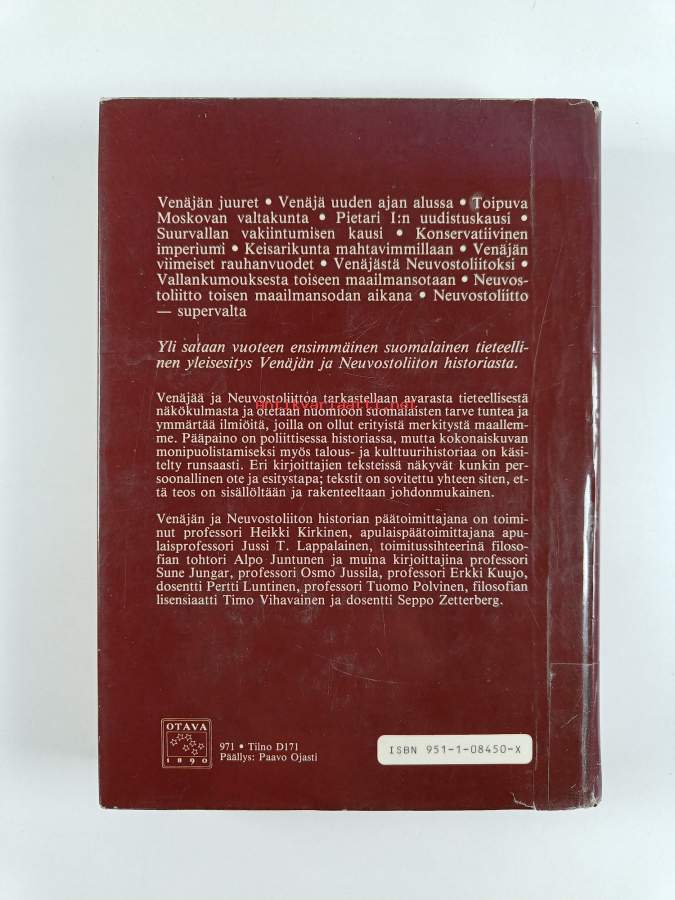 Venäjän juuret • Venäjä uuden ajan alussa • Toipuva
Moskovan valtakunta • Pietari I:n uudistuskausi •
Suurvallan vakiintumisen kausi • Konservatiivinen
imperiumi • Keisarikunta mahtavimmillaan • Venäjän
viimeiset rauhanvuodet • Venäjästä Neuvostoliitoksi •
Vallankumouksesta toiseen maailmansotaan • Neuvos-
toliitto toisen maailmansodan aikana • Neuvostoliitto
— supervalta
Yli sataan vuoteen ensimmäinen suomalainen tieteelli-
nen yleisesitys Venäjän ja Neuvostoliiton historiasta.
Venäjää ja Neuvostoliittoa tarkastellaan avarasta tieteellisestä
antikvariaatti.net
näkökulmasta ja otetaan huomioon suomalaisten tarve tuntea ja
ymmärtää ilmiöitä, joilla on ollut erityistä merkitystä maallem-
me. Pääpaino on poliittisessa historiassa, mutta kokonaiskuvan
monipuolistamiseksi myös talous- ja kulttuurihistoriaa on käsi-
telty runsaasti. Eri kirjoittajien teksteissä näkyvät kunkin per-
soonallinen ote ja esitystapa; tekstit on sovitettu yhteen siten, et-
tä teos on sisällöltään ja rakenteeltaan johdonmukainen.
Venäjän ja Neuvostoliiton historian päätoimittajana on toimi-
nut professori Heikki Kirkinen, apulaispäätoimittajana apu-
laisprofessori Jussi T. Lappalainen, toimitussihteerinä filoso-
fian tohtori Alpo Juntunen ja muina kirjoittajina professori
Sune Jungar, professori Osmo Jussila, professori Erkki Kuujo,
dosentti Pertti Luntinen, professori Tuomo Polvinen, filosofian
lisensiaatti Timo Vihavainen ja dosentti Seppo Zetterberg.
OTAVA
1890
971 • Tilno D171
Päällys: Paavo Ojasti
ISBN 951-1-08450-X